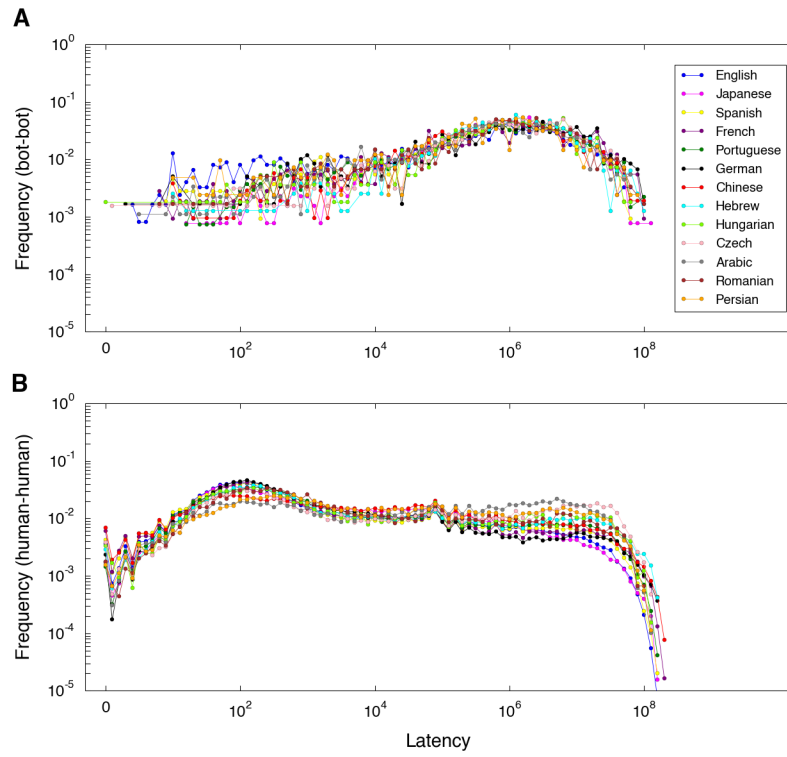 A
Frequency (bot-bot)
10^0
10^-1
10^-2
10^-3
10^-4
10^-5
0
10^2
10^4
10^6
10^8
English
Japanese
Spanish
French
Portuguese
German
Chinese
Hebrew
Hungarian
Czech
Arabic
Romanian
Persian
B
Frequency (human-human)
10^0
10^-1
10^-2
10^-3
10^-4
10^-5
0
10^2
10^4
10^6
10^8
Latency